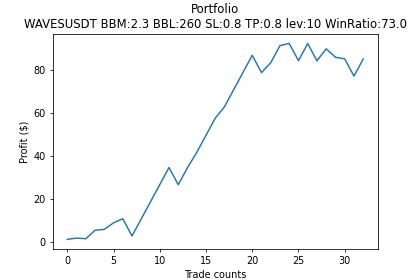 Portfolio
WAVESUSDT BBM:2.3 BBL:260 SL:0.8 TP:0.8 lev:10 WinRatio:73.0
Profit ($)
80
60
40
20
0
0 5 10 15 20 25 30
Trade counts